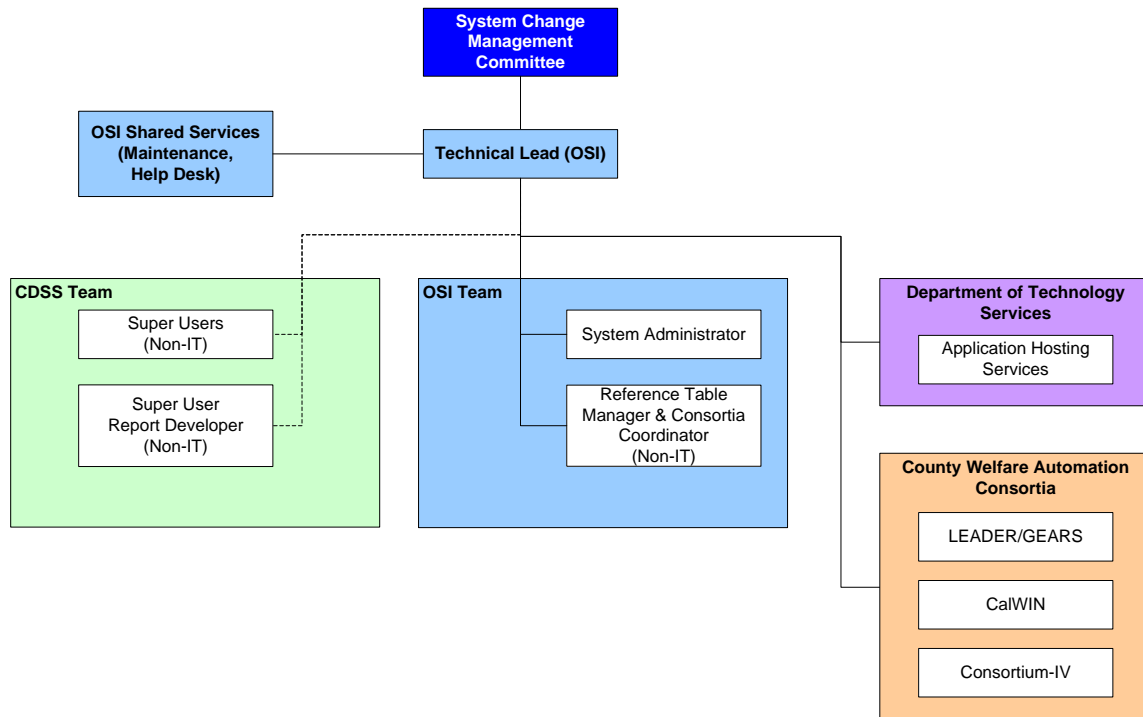 System Change
Management
Committee
OSI Shared Services
(Maintenance,
Help Desk)
Technical Lead (OSI)
CDSS Team
Super Users
(Non-IT)
Super User
Report Developer
(Non-IT)
OSI Team
System Administrator
Reference Table
Manager & Consortia
Coordinator
(Non-IT)
Department of Technology
Services
Application Hosting
Services
County Welfare Automation
Consortia
LEADER/GEARS
CalWIN
Consortium-IV